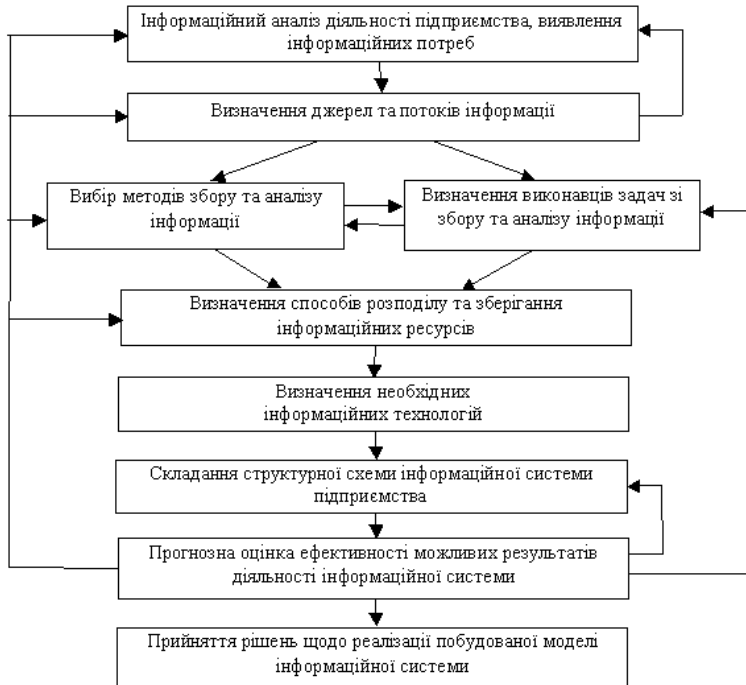 Інформаційний аналіз діяльності підприємства, виявлення
інформаційних потреб
Визначення джерел та потоків інформації
Вибір методів збору та аналізу
інформації
Визначення виконавців задач зі
збору та аналізу інформації
Визначення способів розподілу та зберігання
інформаційних ресурсів
Визначення необхідних
інформаційних технологій
Складання структурної схеми інформаційної системи
підприємства
Прогнозна оцінка ефективності можливих результатів
діяльності інформаційної системи
Прийняття рішень щодо реалізації побудованої моделі
інформаційної системи